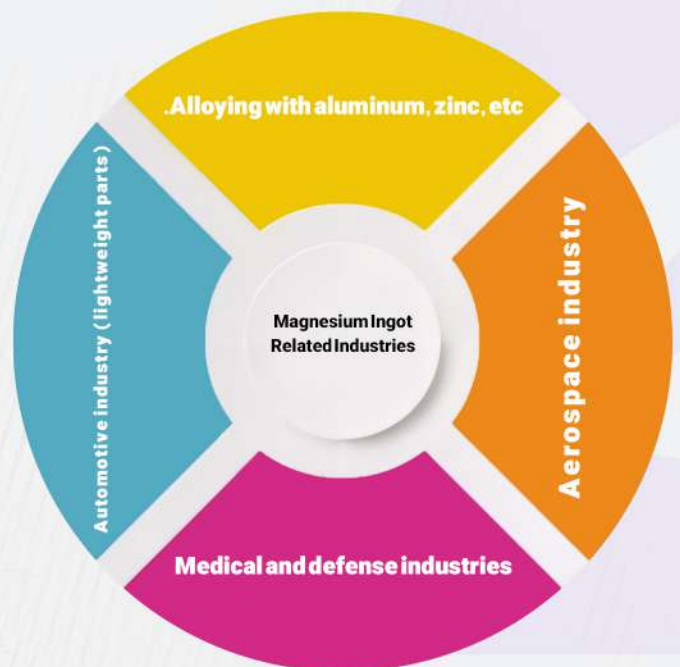 .Alloying with aluminum, zinc, etc
Automotive industry (lightweight parts)
Magnesium Ingot
Related Industries
Aerospace industry
Medical and defense industries